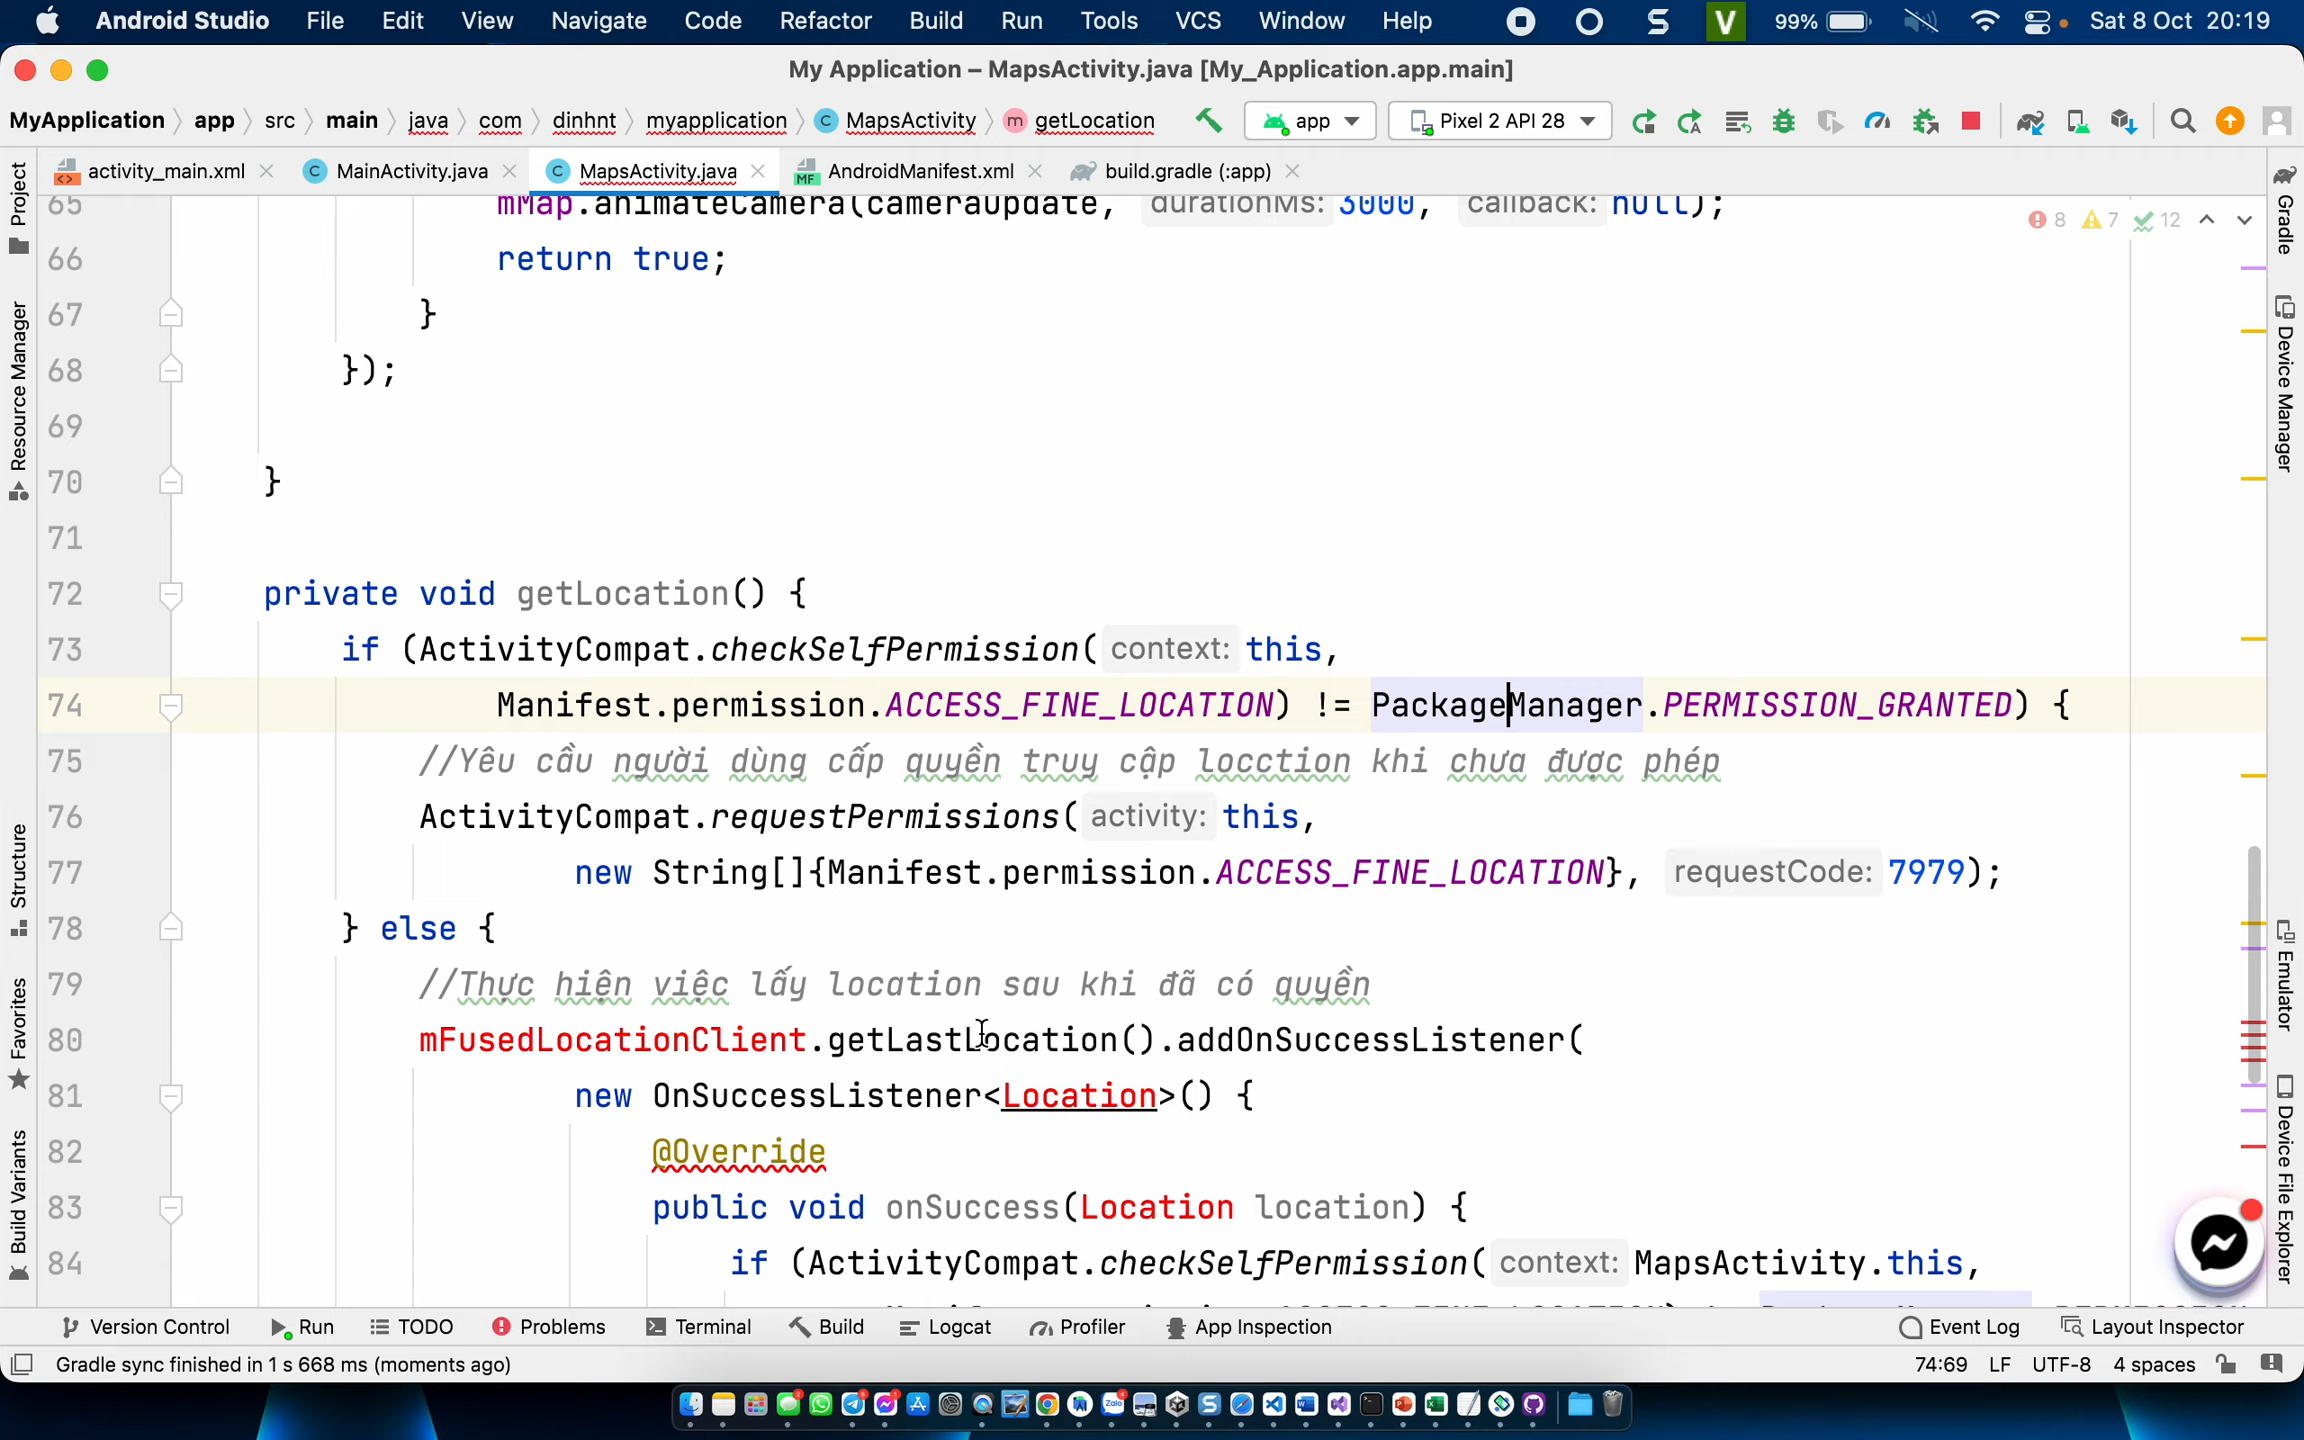 Android Studio File Edit View Navigate Code Refactor Build Run Tools VCS Window Help S V 99% Sat 8 Oct 20:19
My Application – MapsActivity.java [My_Application.app.main]
MyApplication app src main java com dinhnt myapplication C MapsActivity m getLocation app Pixel 2 API 28
activity_main.xml C MainActivity.java C MapsActivity.java MF AndroidManifest.xml build.gradle (:app)
65 mMap.animateCamera(cameraUpdate, durationMs: 3000, callback: null); 8 7 12
66 return true;
67 }
68 });
69
70 }
71
72 private void getLocation() {
73 if (ActivityCompat.checkSelfPermission( context: this,
74 Manifest.permission.ACCESS_FINE_LOCATION) != PackageManager.PERMISSION_GRANTED) {
75 //Yêu cầu người dùng cấp quyền truy cập locction khi chưa được phép
76 ActivityCompat.requestPermissions( activity: this,
77 new String[]{Manifest.permission.ACCESS_FINE_LOCATION}, requestCode: 7979);
78 } else {
79 //Thực hiện việc lấy location sau khi đã có quyền
80 mFusedLocationClient.getLastLocation().addOnSuccessListener(
81 new OnSuccessListener<Location>() {
82 @Override
83 public void onSuccess(Location location) {
84 if (ActivityCompat.checkSelfPermission( context: MapsActivity.this,
Project
Resource Manager
Structure
Favorites
Build Variants
Gradle
Device Manager
Emulator
Device File Explorer
Version Control Run TODO Problems Terminal Build Logcat Profiler App Inspection Event Log Layout Inspector
Gradle sync finished in 1 s 668 ms (moments ago) 74:69 LF UTF-8 4 spaces